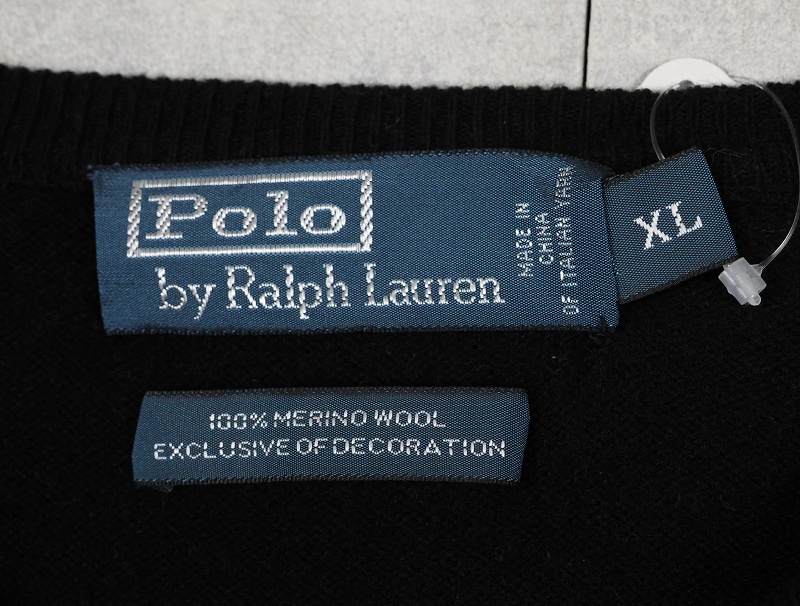 Polo
by Ralph Lauren
MADE IN
CHINA
OF ITALIAN YARN
XL
100% MERINO WOOL
EXCLUSIVE OF DECORATION